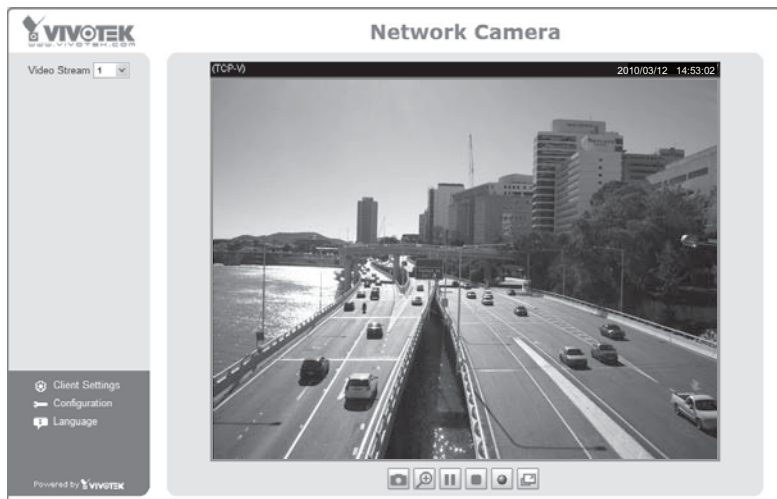 VIVOTEK
www.vivotek.com
Network Camera
Video Stream 1
(TCP-V)
2010/03/12 14:53:02
Client Settings
Configuration
Language
Powered by VIVOTEK